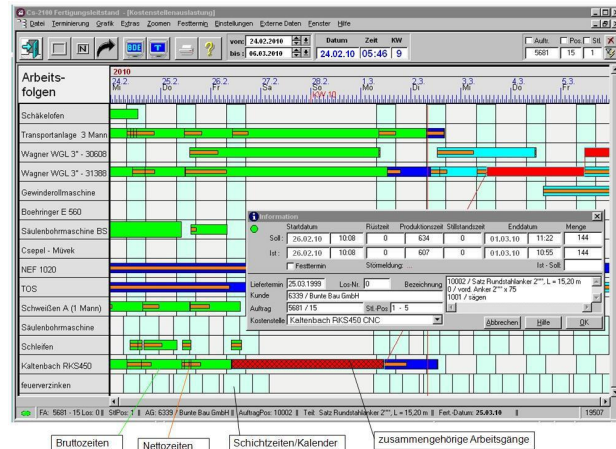 Co-2100 Fertigungsleitstand - [Kostenstellenauslastung]
Datei Terminierung Grafik Extras Zoomen Festtermin Einstellungen Externe Daten Fenster Hilfe
von: 24.02.2010 Datum Zeit KW Auftr. Pos. Stl.
bis: 06.03.2010 24.02.10 05:46 9 5681 15 1
N BDE T ?
Arbeits-
folgen
2010
24.2. 25.2. 26.2. 27.2. 28.2. 1.3. 2.3. 3.3. 4.3. 5.3
Mi Do Fr Sa So Mo Di Mi Do Fr
KW 10
Schäkelofen
Transportanlage 3 Mann
Wagner WGL 3" - 30608
Wagner WGL 3" - 31388
Gewinderollmaschine
Boehringer E 560
Säulenbohrmaschine BS
Csepel - Müvek
NEF 1020
TOS
Schweißen A (1 Mann)
Säulenbohrmaschine
Schleifen
Kaltenbach RKS450
feuerverzinken
Information
Startdatum Rüstzeit Produktionszeit Stillstandszeit Enddatum Menge
Soll: 26.02.10 10:08 0 634 0 01.03.10 11:22 144
Ist: 26.02.10 10:08 0 607 0 01.03.10 10:55 144
Festtermin Störmeldung: ... Ist - Soll:
Liefertermin 25.03.1999 Los-Nr. 0 Bezeichnung
10002 / Satz Rundstahlanker 2"", L = 15,20 m
0 / vord. Anker 2"" x 75
1001 / sägen
Kunde 6339 / Bunte Bau GmbH
Auftrag 5681 / 15 Stl.-Pos 1 - 5
Kostenstelle Kaltenbach RKS450 CNC
Abbrechen Hilfe OK
FA: 5681 - 15 Los: 0 StlPos: 1 AG: 6339 / Bunte Bau GmbH AuftragPos: 10002 Teil: Satz Rundstahlanker 2"", L = 15,20 m Fert.-Datum: 25.03.10 19507
Bruttozeiten
Nettozeiten
Schichtzeiten/Kalender
zusammengehörige Arbeitsgänge